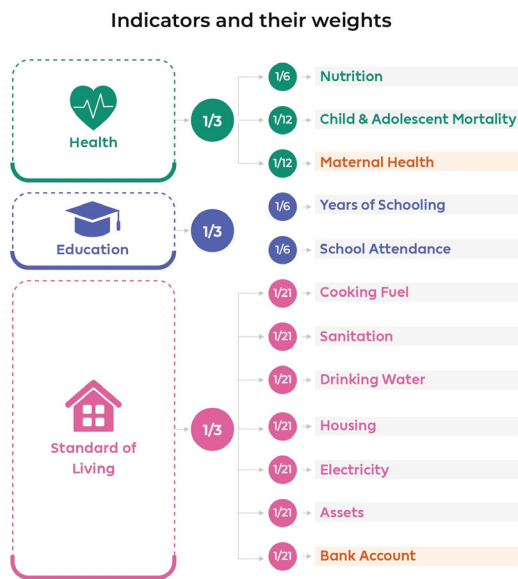 Indicators and their weights
Health
1/3
1/6 Nutrition
1/12 Child & Adolescent Mortality
1/12 Maternal Health
Education
1/3
1/6 Years of Schooling
1/6 School Attendance
Standard of
Living
1/3
1/21 Cooking Fuel
1/21 Sanitation
1/21 Drinking Water
1/21 Housing
1/21 Electricity
1/21 Assets
1/21 Bank Account